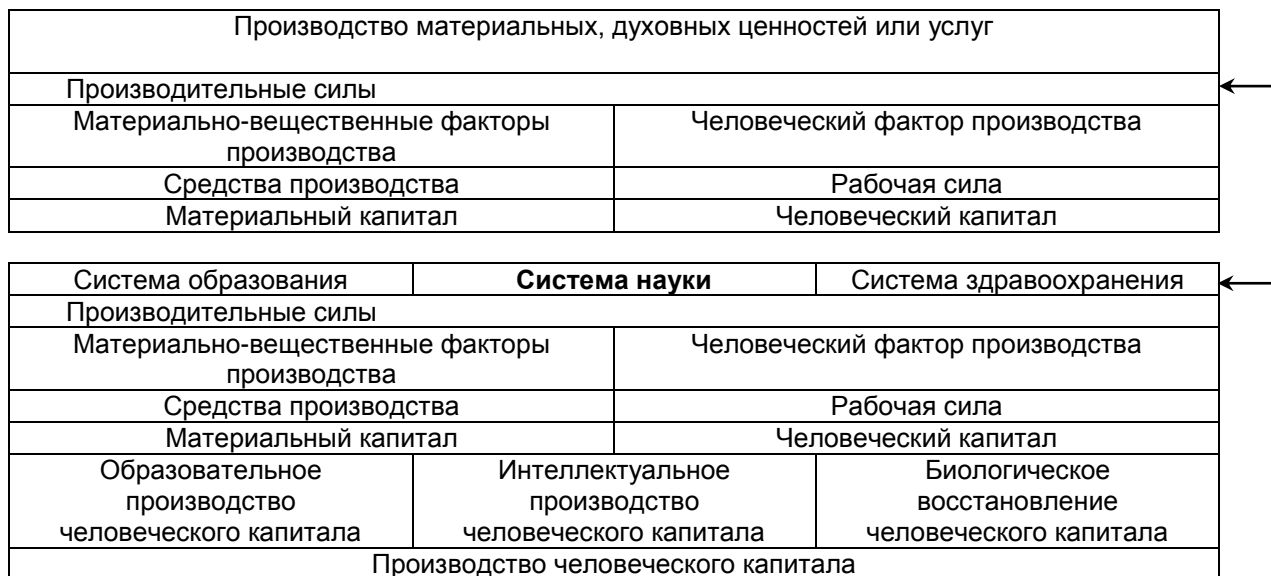 Производство материальных, духовных ценностей или услуг
Производительные силы
Материально-вещественные факторы
производства
Человеческий фактор производства
Средства производства
Рабочая сила
Материальный капитал
Человеческий капитал
Система образования
Система науки
Система здравоохранения
Производительные силы
Материально-вещественные факторы
производства
Человеческий фактор производства
Средства производства
Рабочая сила
Материальный капитал
Человеческий капитал
Образовательное
производство
человеческого капитала
Интеллектуальное
производство
человеческого капитала
Биологическое
восстановление
человеческого капитала
Производство человеческого капитала